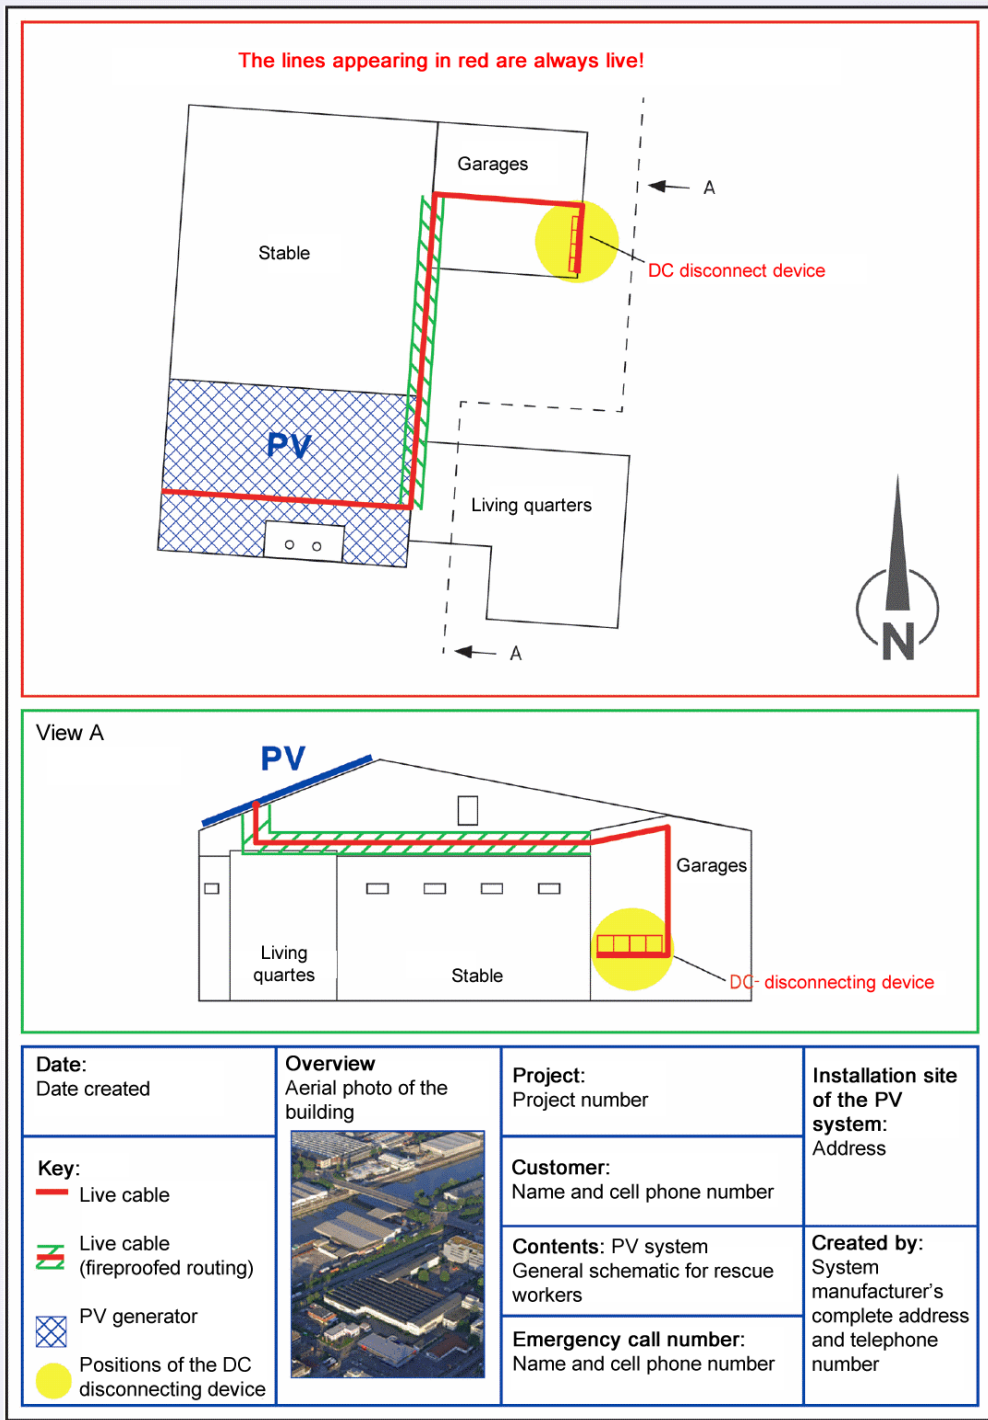 The lines appearing in red are always live!
Garages
A
Stable
DC disconnect device
PV
Living quarters
N
A
View A
PV
Garages
Living
quartes
Stable
DC- disconnecting device
Date:
Date created
Key:
Live cable
Live cable
(fireproofed routing)
PV generator
Positions of the DC
disconnecting device
Overview
Aerial photo of the
building
Project:
Project number
Customer:
Name and cell phone number
Contents: PV system
General schematic for rescue
workers
Emergency call number:
Name and cell phone number
Installation site
of the PV
system:
Address
Created by:
System
manufacturer's
complete address
and telephone
number